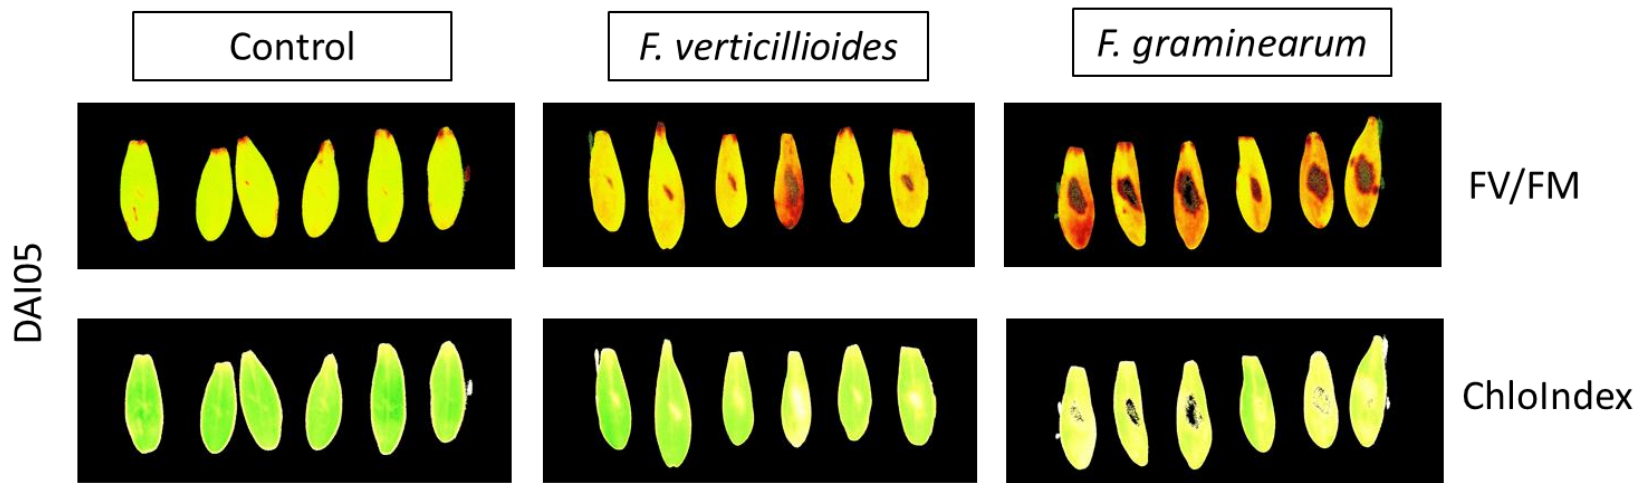 Control
F. verticillioides
F. graminearum
DAI05
FV/FM
ChloIndex